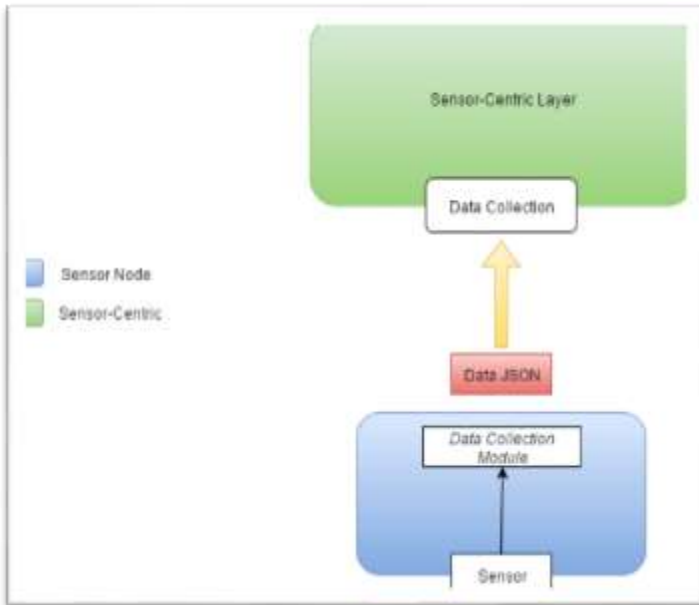 Sensor-Centric Layer
Data Collection
Sensor Node
Sensor-Centric
Data JSON
Data Collection
Module
Sensor